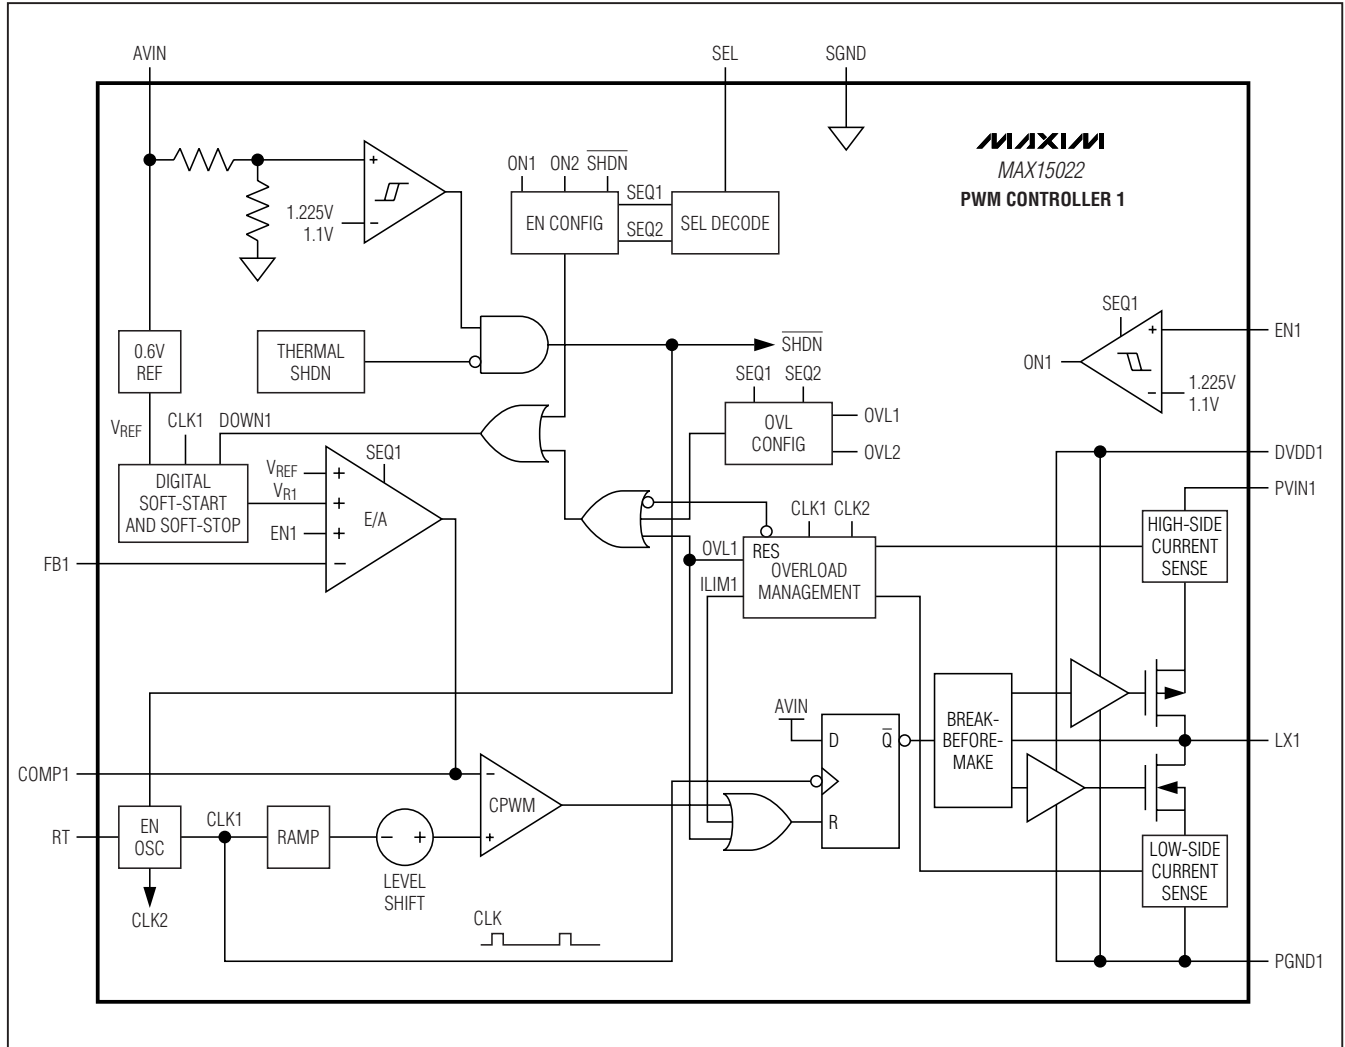 AVIN
SEL
SGND
MAXIM
MAX15022
PWM CONTROLLER 1
ON1
ON2
SHDN
SEQ1
SEQ2
EN CONFIG
SEL DECODE
+
1.225V
1.1V
−
0.6V
REF
THERMAL
SHDN
SHDN
SEQ1
+
EN1
ON1
−
1.225V
1.1V
SEQ1
SEQ2
OVL
CONFIG
OVL1
OVL2
VREF
CLK1
DOWN1
DIGITAL
SOFT-START
AND SOFT-STOP
SEQ1
VREF
+
VR1
+
EN1
+
E/A
FB1
−
DVDD1
PVIN1
HIGH-SIDE
CURRENT
SENSE
CLK1
CLK2
OVL1
RES
OVERLOAD
MANAGEMENT
ILIM1
AVIN
D
Q
R
BREAK-
BEFORE-
MAKE
LX1
COMP1
−
CPWM
+
RT
EN
OSC
CLK1
RAMP
− +
LEVEL
SHIFT
CLK2
CLK
LOW-SIDE
CURRENT
SENSE
PGND1